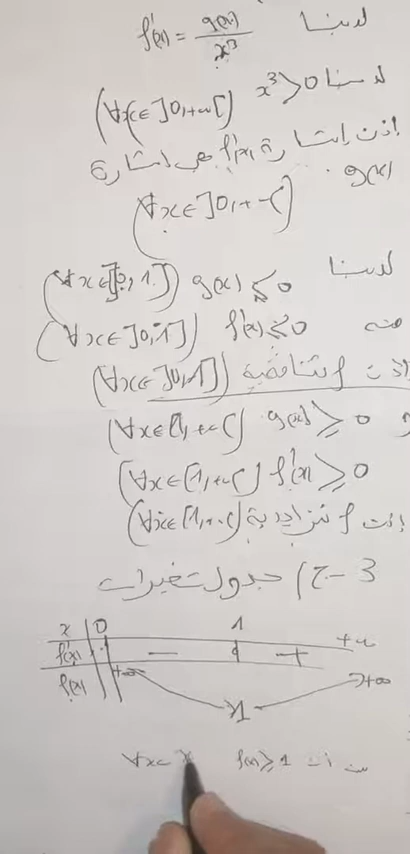 لدينا f'(x) = g(x)/x³
لدينا x³>0 (∀x∈]0,+∞[)
إذن إشارة f'(x) هي إشارة
g(x) .
(∀x∈]0,+∞[)
لدينا g(x)⩽0 (∀x∈]0,1])
منه f'(x)⩽0 (∀x∈]0,1])
إذن f تناقصية (∀x∈]0,1])
و g(x)⩾0 (∀x∈[1,+∞[)
f'(x)⩾0 (∀x∈[1,+∞[)
إذن f تزايدية (∀x∈[1,+∞[)
3 - ج) جدول تغيرات
x 0 1 +∞
f'(x) − 0 +
f(x) +∞ 1 +∞
f(x)⩾1 ∀x∈